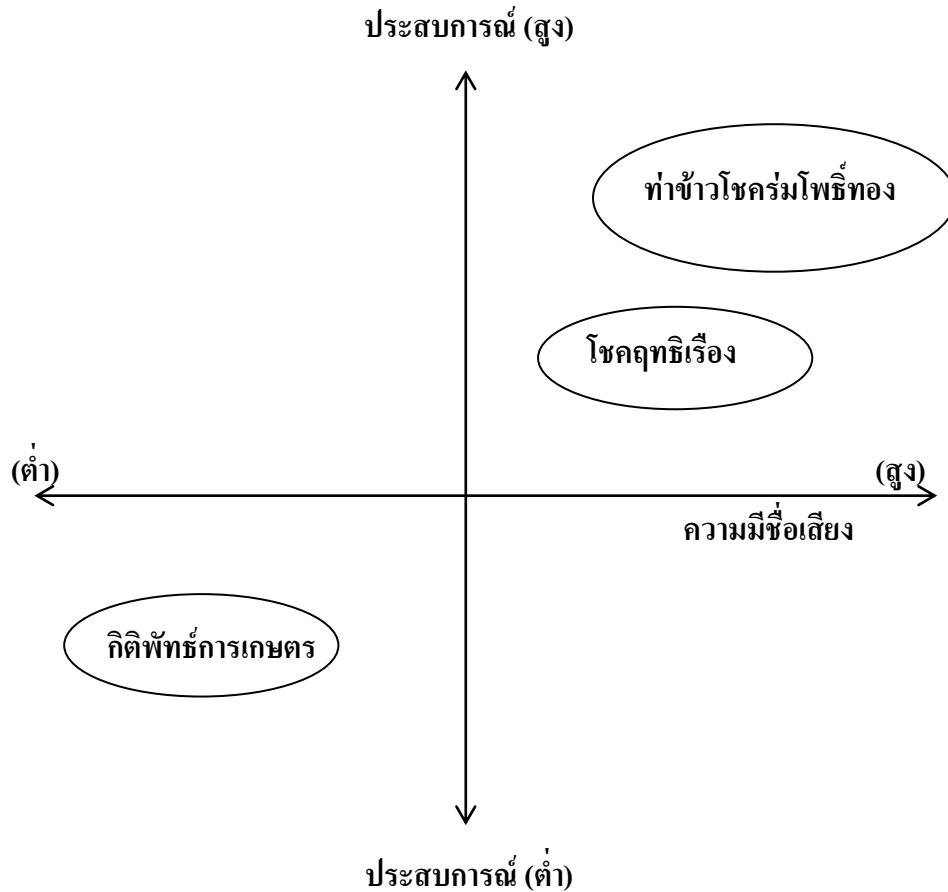 ประสบการณ์ (สูง)
ท่าข้าวโชคร่มโพธิ์ทอง
โชคฤทธิเรือง
(ต่ำ)
(สูง)
ความมีชื่อเสียง
กิติพัทธ์การเกษตร
ประสบการณ์ (ต่ำ)